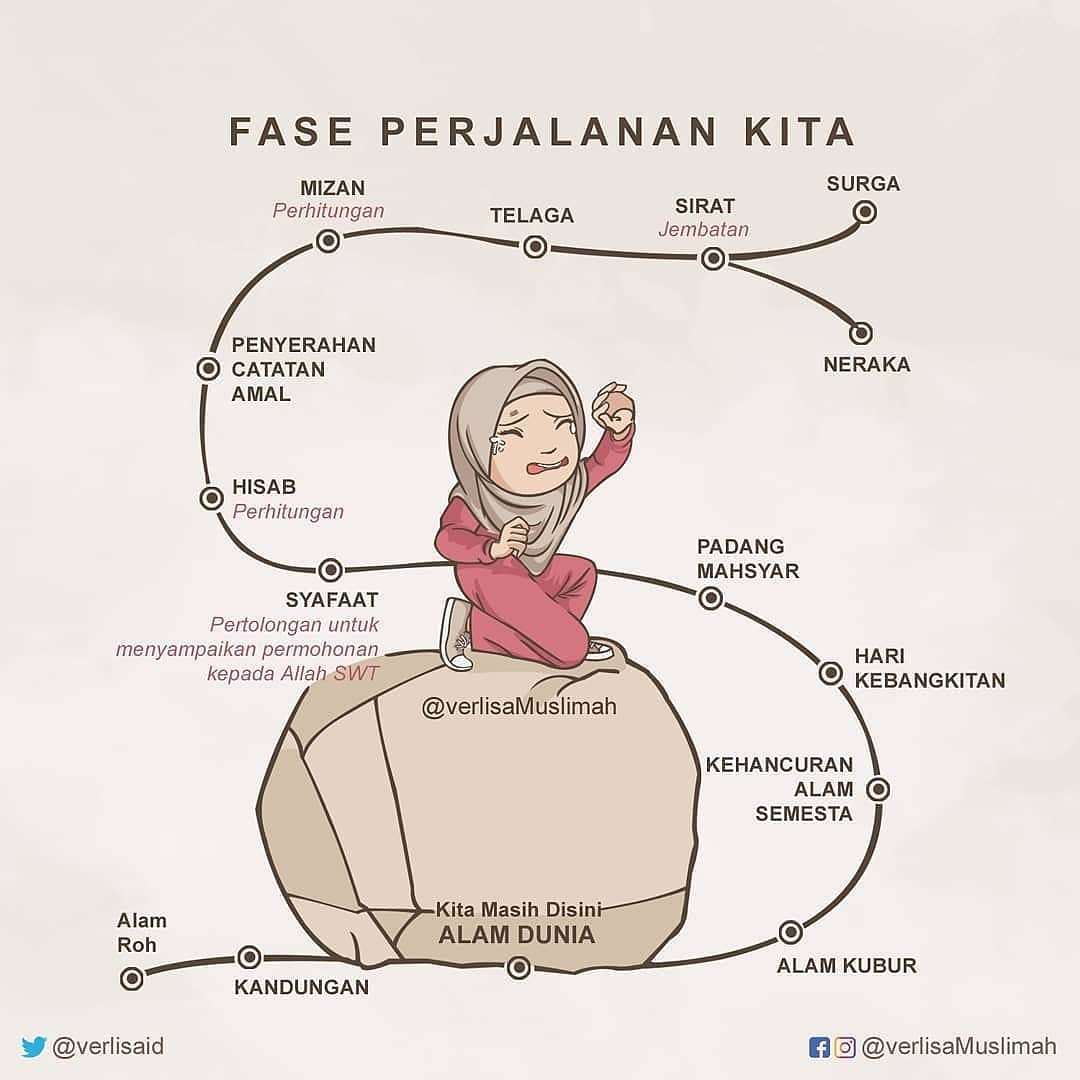 FASE PERJALANAN KITA
MIZAN
Perhitungan
TELAGA
SIRAT
Jembatan
SURGA
NERAKA
PENYERAHAN
CATATAN
AMAL
HISAB
Perhitungan
SYAFAAT
Pertolongan untuk
menyampaikan permohonan
kepada Allah SWT
PADANG
MAHSYAR
HARI
KEBANGKITAN
@verlisaMuslimah
KEHANCURAN
ALAM
SEMESTA
Kita Masih Disini
ALAM DUNIA
Alam
Roh
KANDUNGAN
ALAM KUBUR
@verlisaid
@verlisaMuslimah